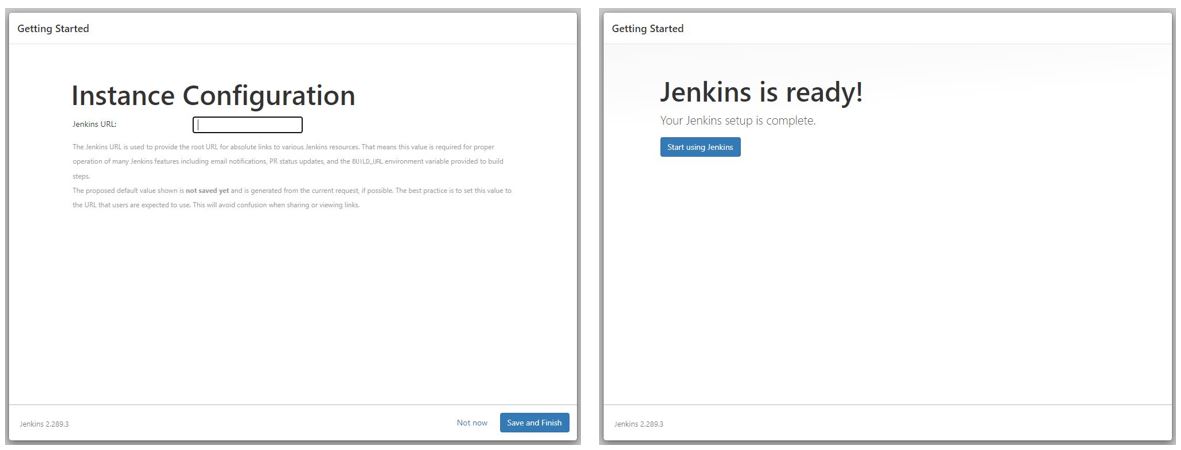 Getting Started
Instance Configuration
Jenkins URL:
The Jenkins URL is used to provide the root URL for absolute links to various Jenkins resources. That means this value is required for proper
operation of many Jenkins features including email notifications, PR status updates, and the BUILD_URL environment variable provided to build
steps.
The proposed default value shown is not saved yet and is generated from the current request, if possible. The best practice is to set this value to
the URL that users are expected to use. This will avoid confusion when sharing or viewing links.
Jenkins 2.289.3
Not now
Save and Finish
Getting Started
Jenkins is ready!
Your Jenkins setup is complete.
Start using Jenkins
Jenkins 2.289.3